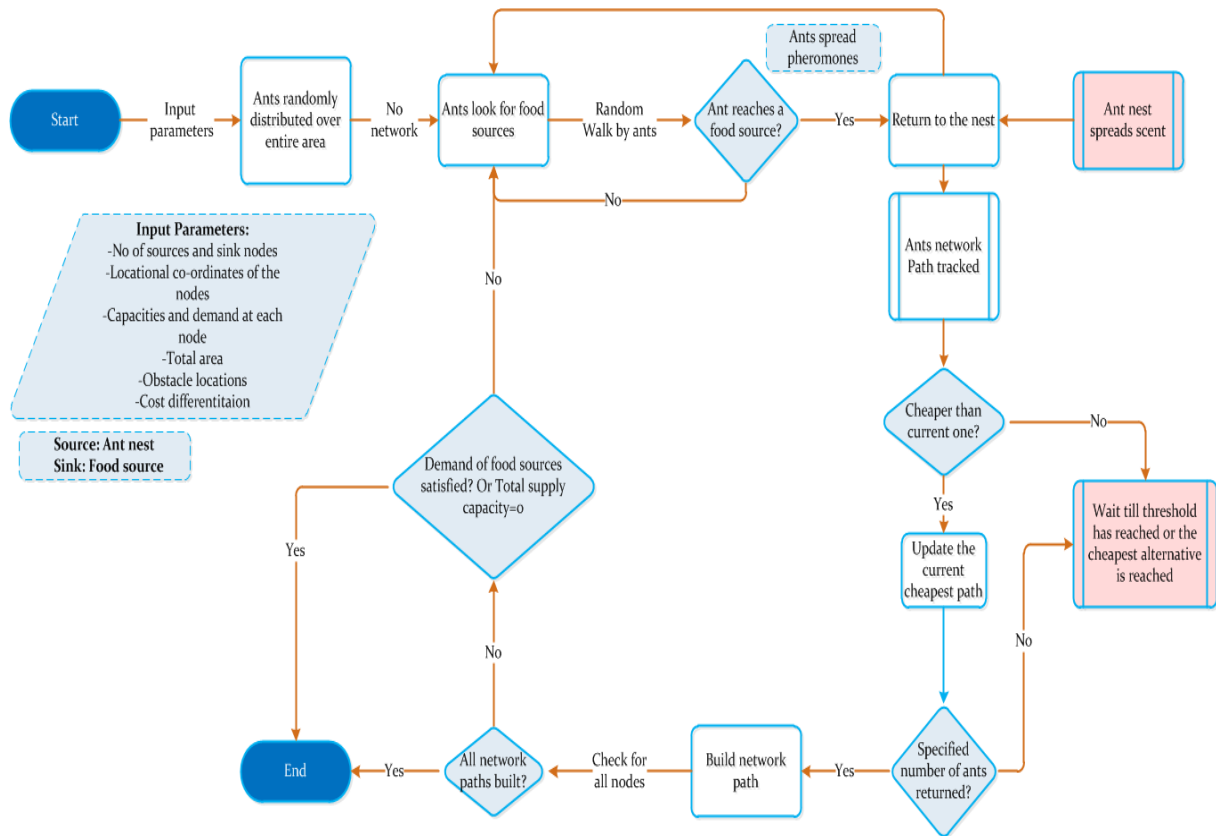 Start
Input
parameters
Ants randomly
distributed over
entire area
No
network
Ants look for food
sources
Random
Walk by ants
Ants spread
pheromones
Ant reaches a
food source?
Yes
Return to the nest
Ant nest
spreads scent
No
Input Parameters:
-No of sources and sink nodes
-Locational co-ordinates of the
nodes
-Capacities and demand at each
node
-Total area
-Obstacle locations
-Cost differentitaion
Source: Ant nest
Sink: Food source
No
Ants network
Path tracked
Cheaper than
current one?
No
Yes
Demand of food sources
satisfied? Or Total supply
capacity=0
Yes
Update the
current
cheapest path
Wait till threshold
has reached or the
cheapest alternative
is reached
No
No
End
Yes
All network
paths built?
Check for
all nodes
Build network
path
Yes
Specified
number of ants
returned?